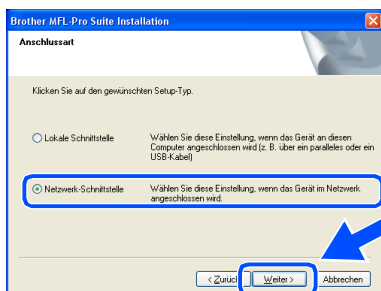 Brother MFL-Pro Suite Installation
Anschlussart
Klicken Sie auf den gewünschten Setup-Typ.
Lokale Schnittstelle
Wählen Sie diese Einstellung, wenn das Gerät an diesen
Computer angeschlossen wird (z. B. über ein paralleles oder ein
USB-Kabel)
Netzwerk-Schnittstelle
Wählen Sie diese Einstellung, wenn das Gerät im Netzwerk
angeschlossen wird.
< Zurück
Weiter >
Abbrechen